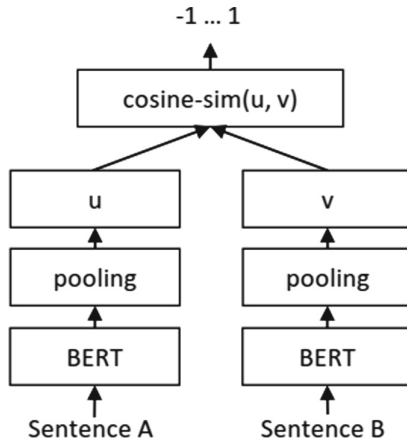 -1 ... 1
cosine-sim(u, v)
u
v
pooling
pooling
BERT
BERT
Sentence A
Sentence B